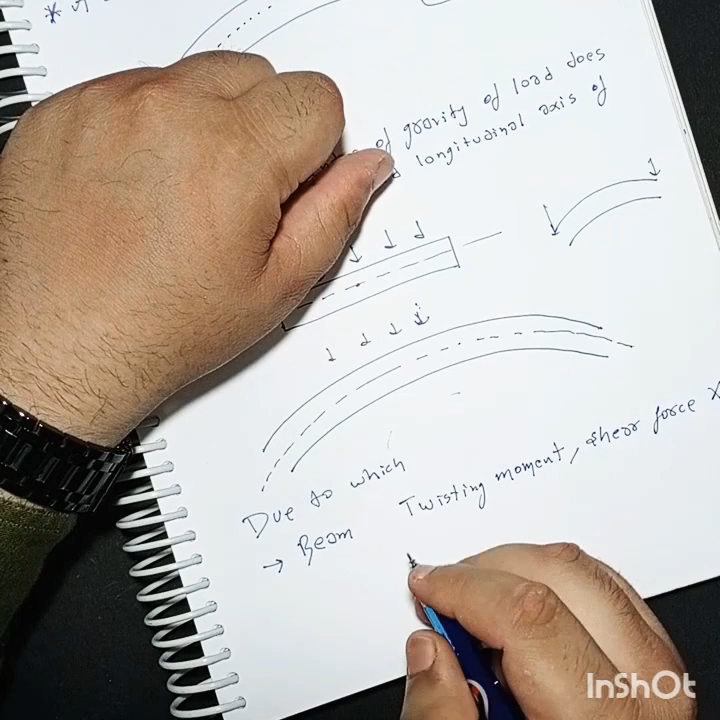 of gravity of load does
longitudinal axis of
Due to which
→ Beam Twisting moment, shear force
InShOt